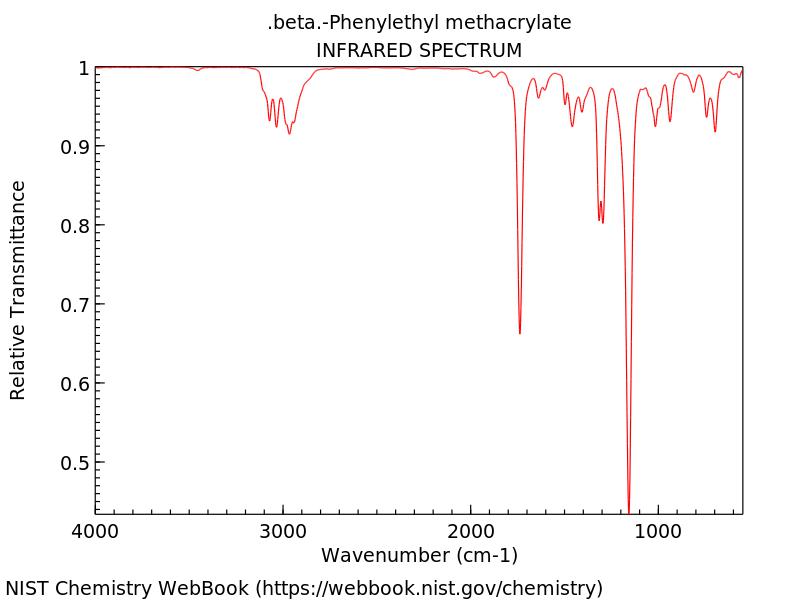 .beta.-Phenylethyl methacrylate
INFRARED SPECTRUM
1
0.9
0.8
0.7
0.6
0.5
Relative Transmittance
4000 3000 2000 1000
Wavenumber (cm-1)
NIST Chemistry WebBook (https://webbook.nist.gov/chemistry)